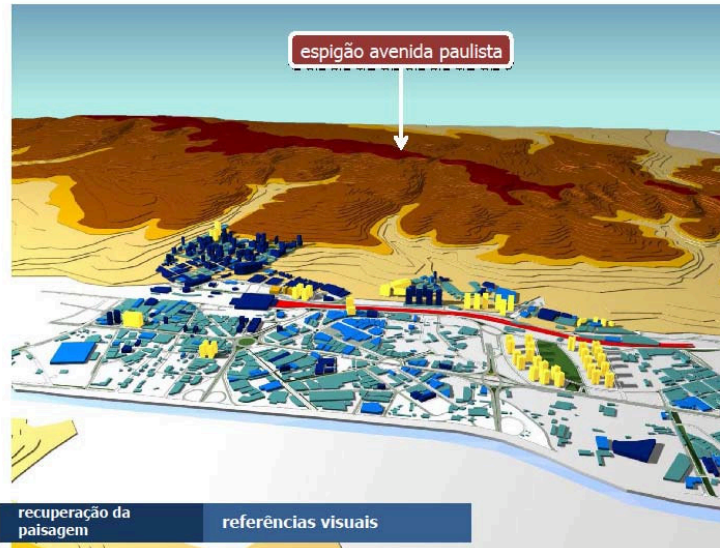 espigão avenida paulista
recuperação da
paisagem
referências visuais